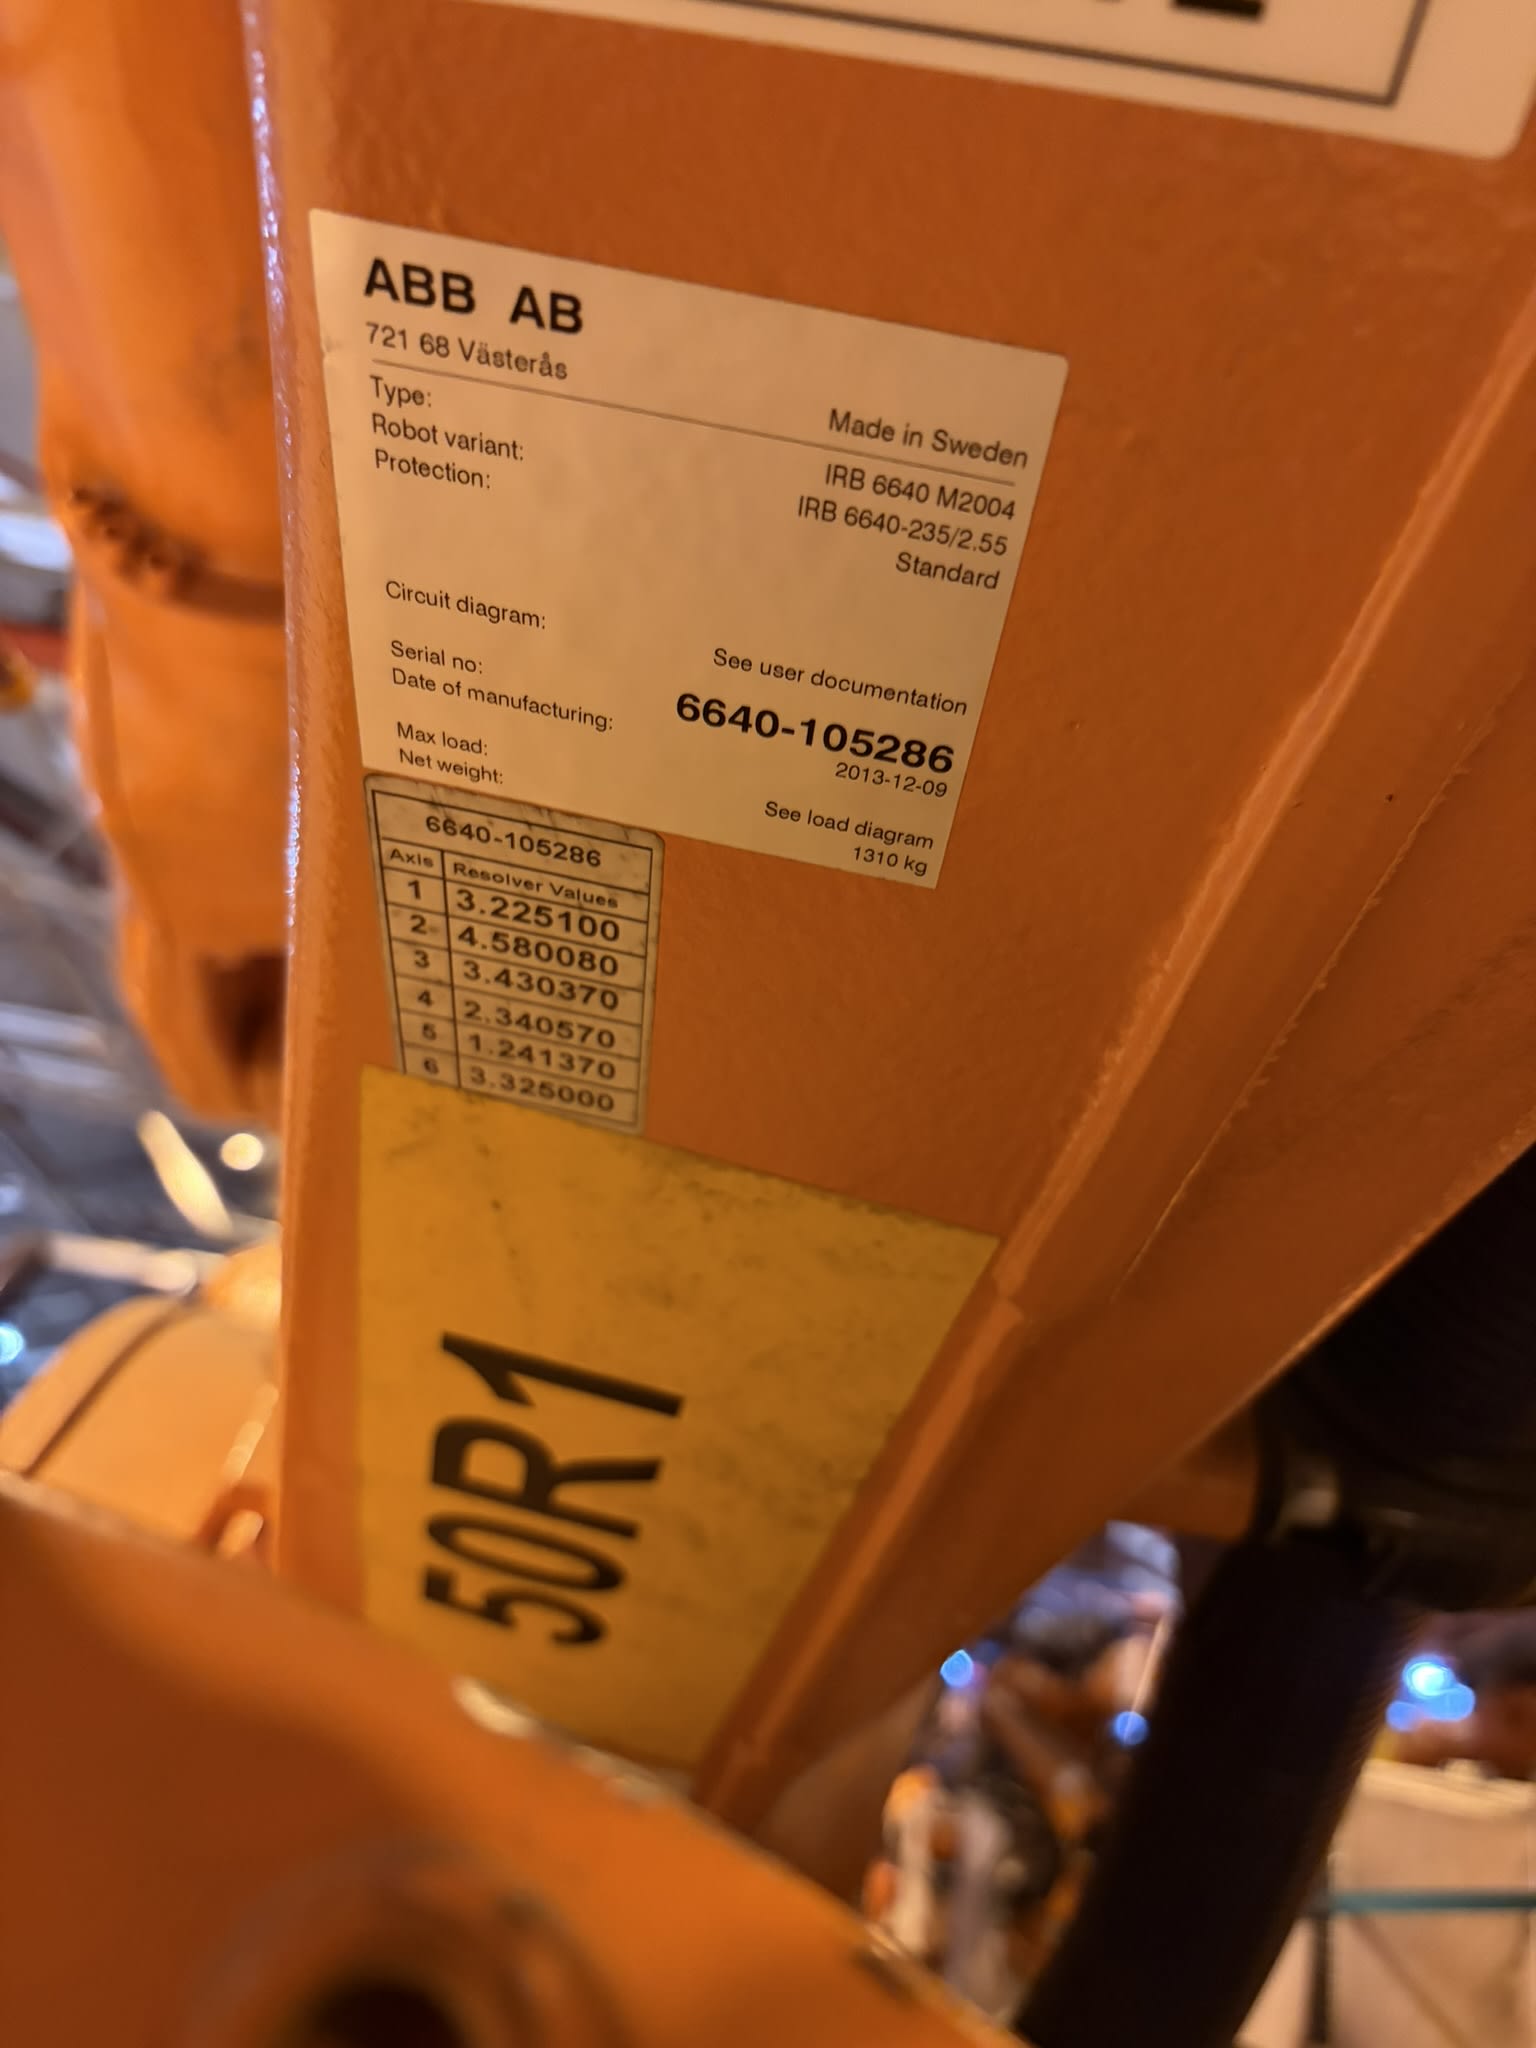 ABB AB
721 68 Västerås
Made in Sweden
Type: IRB 6640 M2004
Robot variant: IRB 6640-235/2.55
Protection: Standard
Circuit diagram: See user documentation
Serial no: 6640-105286
Date of manufacturing: 2013-12-09
Max load: See load diagram
Net weight: 1310 kg
6640-105286
Axis Resolver Values
1 3.225100
2 4.580080
3 3.430370
4 2.340570
5 1.241370
6 3.325000
50R1